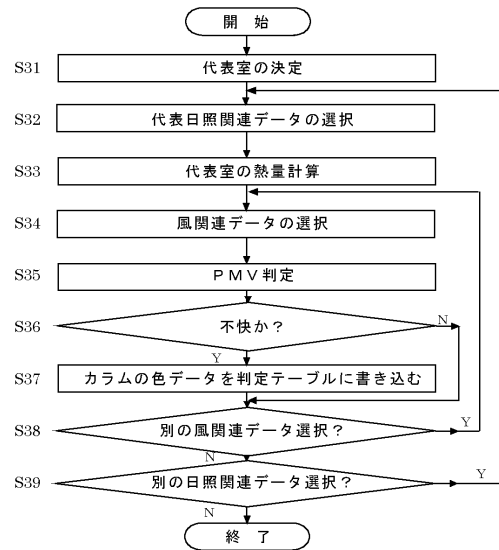 開 始
S31
代表室の決定
S32
代表日照関連データの選択
S33
代表室の熱量計算
S34
風関連データの選択
S35
ＰＭＶ判定
S36
不快か？
N
Y
S37
カラムの色データを判定テーブルに書き込む
S38
別の風関連データ選択？
Y
N
S39
別の日照関連データ選択？
Y
N
終 了